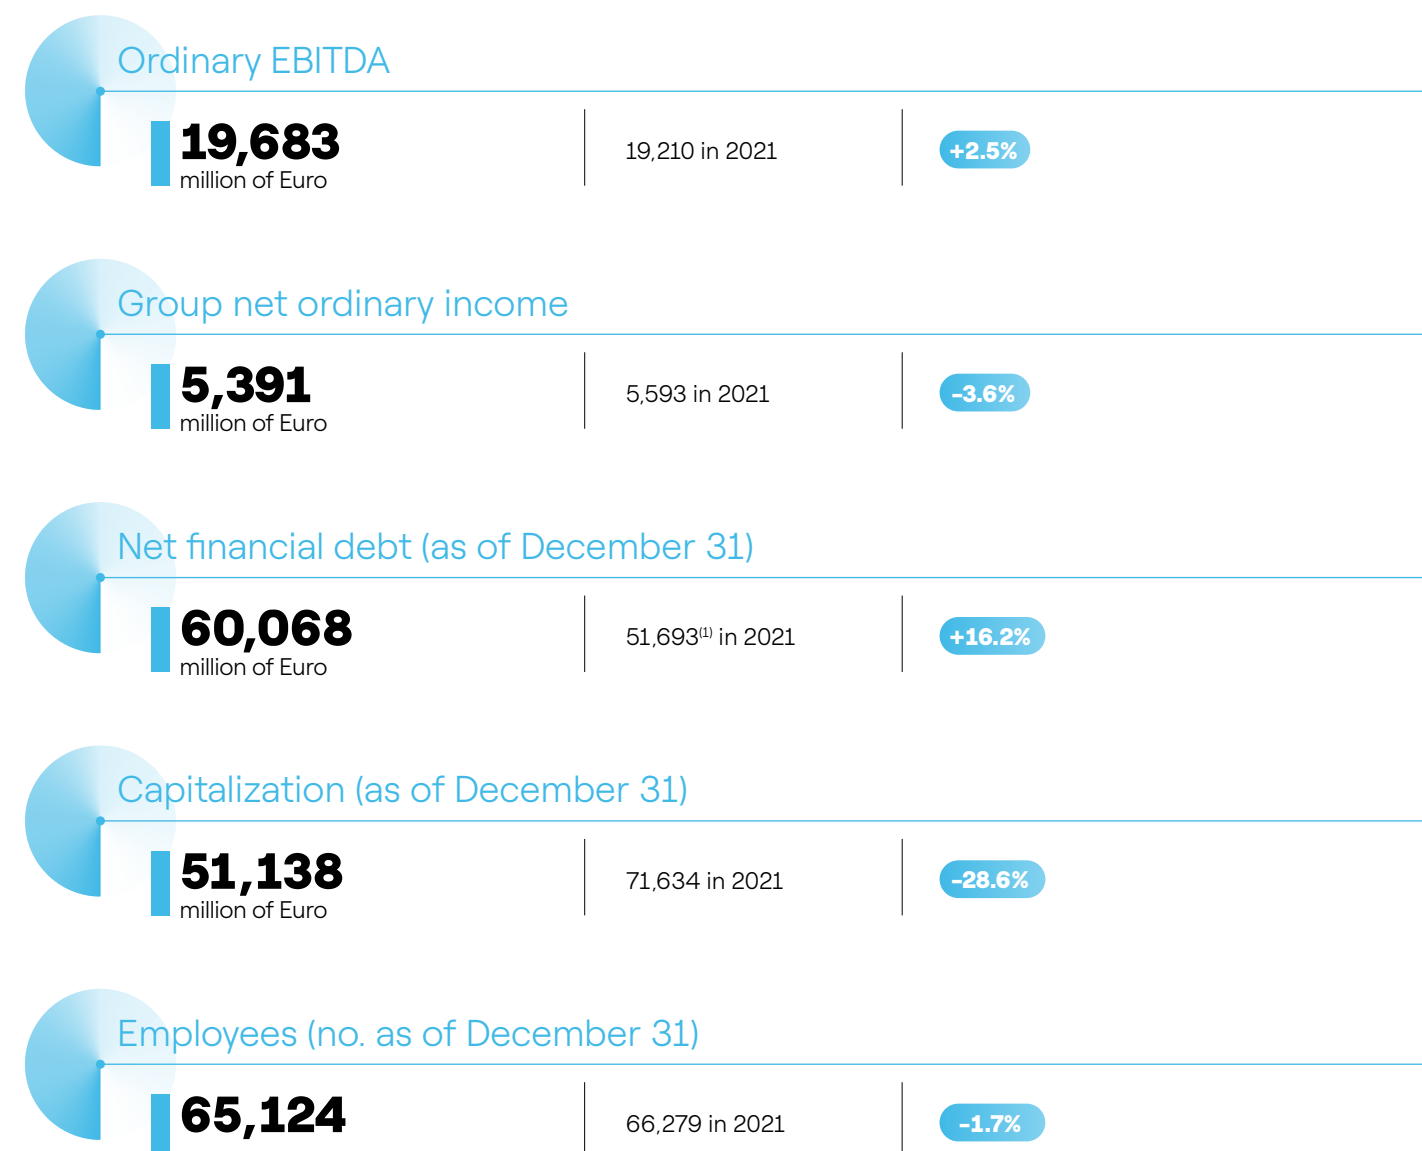 Ordinary EBITDA
19,683
million of Euro
19,210 in 2021
+2.5%
Group net ordinary income
5,391
million of Euro
5,593 in 2021
-3.6%
Net financial debt (as of December 31)
60,068
million of Euro
51,693(1) in 2021
+16.2%
Capitalization (as of December 31)
51,138
million of Euro
71,634 in 2021
-28.6%
Employees (no. as of December 31)
65,124
66,279 in 2021
-1.7%